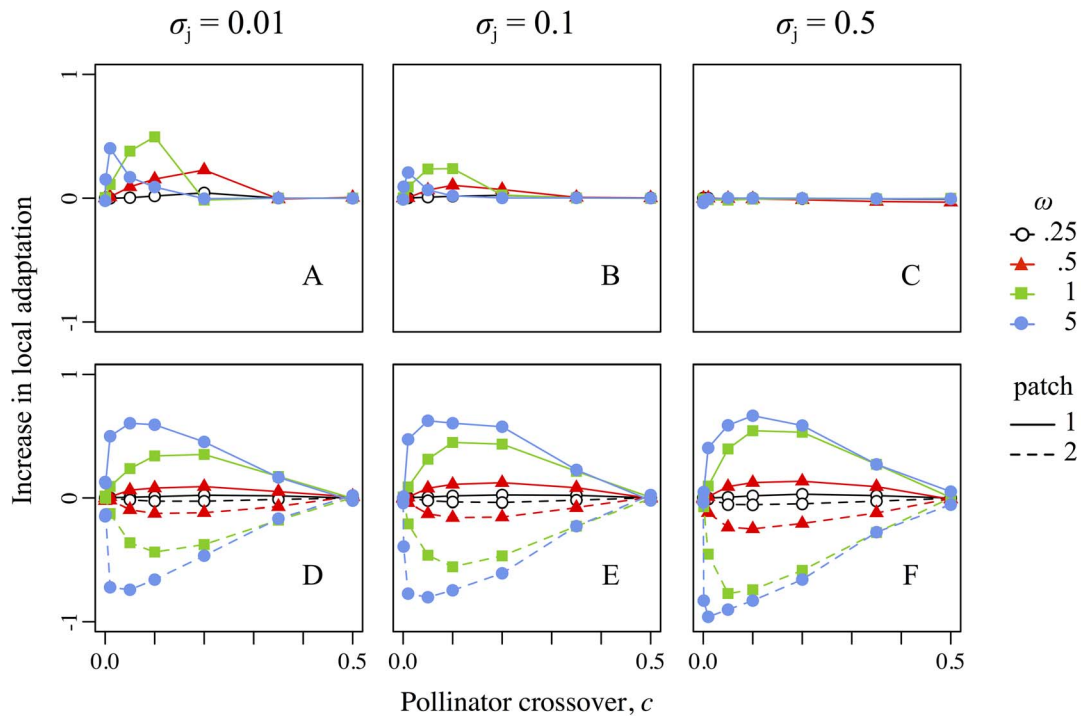 σj = 0.01
σj = 0.1
σj = 0.5
Increase in local adaptation
1
0
-1
A
B
C
1
0
-1
D
E
F
0.0
0.5
0.0
0.5
0.0
0.5
Pollinator crossover, c
ω
.25
.5
1
5
patch
1
2